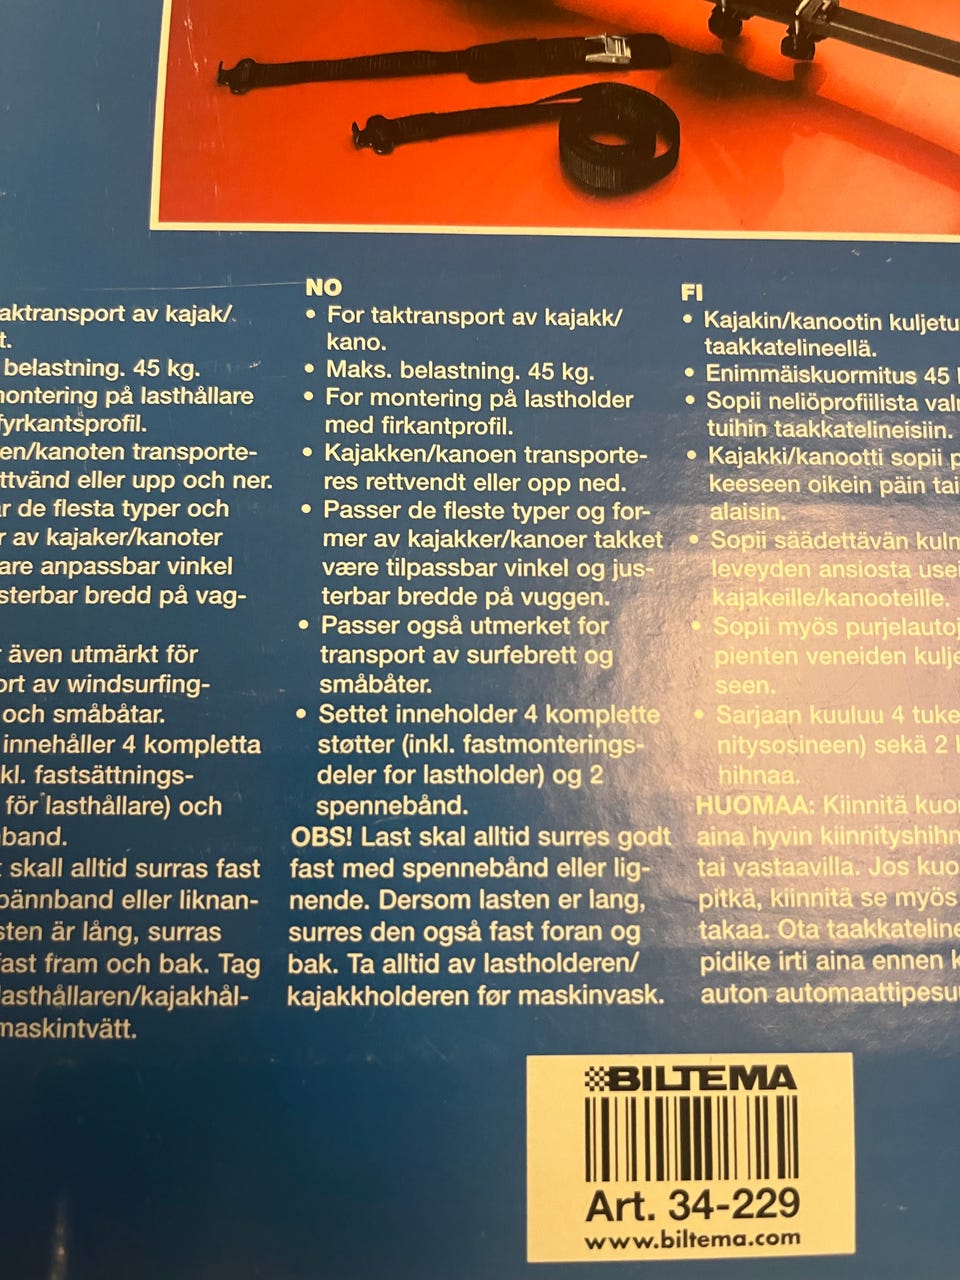 aktransport av kajak/
t.
belastning. 45 kg.
montering på lasthållare
fyrkantsprofil.
en/kanoten transporte-
ttvänd eller upp och ner.
r de flesta typer och
r av kajaker/kanoter
are anpassbar vinkel
sterbar bredd på vag-
även utmärkt för
ort av windsurfing-
och småbåtar.
innehåller 4 kompletta
kl. fastsättnings-
för lasthållare) och
band.
skall alltid surras fast
pännband eller liknan-
sten är lång, surras
fast fram och bak. Tag
lasthållaren/kajakhål-
maskintvätt.
NO
• For taktransport av kajakk/
kano.
• Maks. belastning. 45 kg.
• For montering på lastholder
med firkantprofil.
• Kajakken/kanoen transporte-
res rettvendt eller opp ned.
• Passer de fleste typer og for-
mer av kajakker/kanoer takket
være tilpassbar vinkel og jus-
terbar bredde på vuggen.
• Passer også utmerket for
transport av surfebrett og
småbåter.
• Settet inneholder 4 komplette
støtter (inkl. fastmonterings-
deler for lastholder) og 2
spennebånd.
OBS! Last skal alltid surres godt
fast med spennebånd eller lig-
nende. Dersom lasten er lang,
surres den også fast foran og
bak. Ta alltid av lastholderen/
kajakkholderen før maskinvask.
FI
• Kajakin/kanootin kuljetu
taakkatelineellä.
• Enimmäiskuormitus 45
• Sopii neliöprofiilista val
tuihin taakkatelineisiin.
• Kajakki/kanootti sopii p
keeseen oikein päin tai
alaisin.
• Sopii säädettävän kulm
leveyden ansiosta usei
kajakeille/kanooteille.
• Sopii myös purjelautoj
pienten veneiden kulje
seen.
• Sarjaan kuuluu 4 tuke
nitysosineen) sekä 2
hihnaa.
HUOMAA: Kiinnitä kuo
aina hyvin kiinnityshihn
tai vastaavilla. Jos kuo
pitkä, kiinnitä se myös
takaa. Ota taakkateline
pidike irti aina ennen k
auton automaattipesu
BILTEMA
Art. 34-229
www.biltema.com